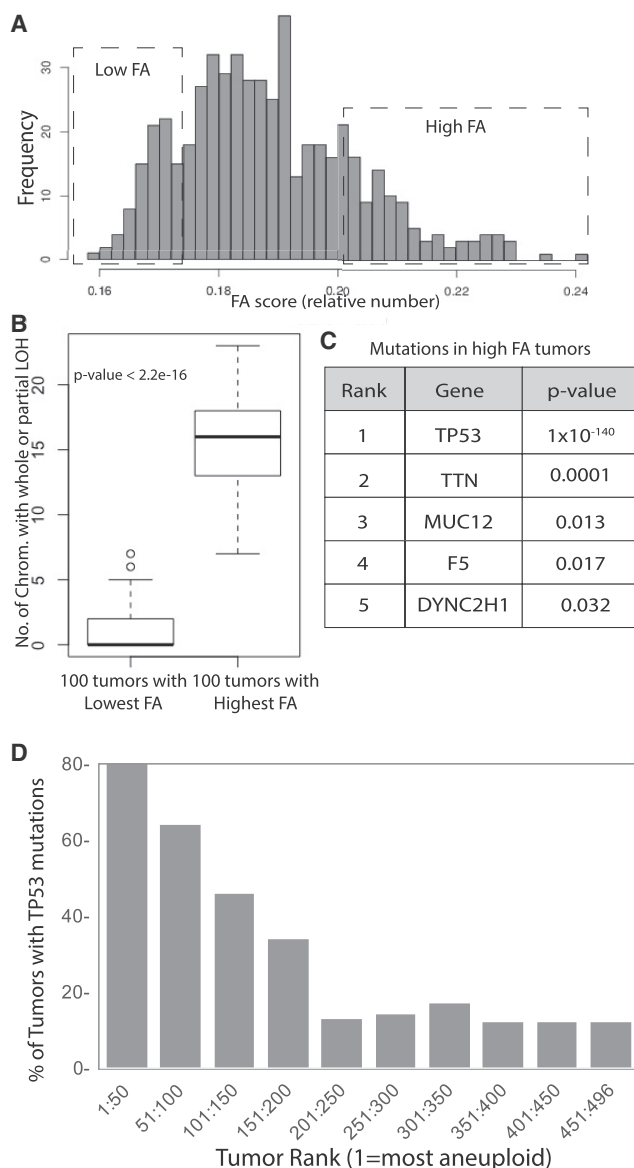 A
Low FA
High FA
Frequency
0
10
20
30
0.16
0.18
0.20
0.22
0.24
FA score (relative number)
B
p-value < 2.2e-16
No. of Chrom. with whole or partial LOH
0
5
10
15
20
100 tumors with
Lowest FA
100 tumors with
Highest FA
C
Mutations in high FA tumors
Rank Gene p-value
1 TP53 1x10⁻¹⁴⁰
2 TTN 0.0001
3 MUC12 0.013
4 F5 0.017
5 DYNC2H1 0.032
D
% of Tumors with TP53 mutations
80-
60-
40-
20-
0-
1:50
51:100
101:150
151:200
201:250
251:300
301:350
351:400
401:450
451:496
Tumor Rank (1=most aneuploid)